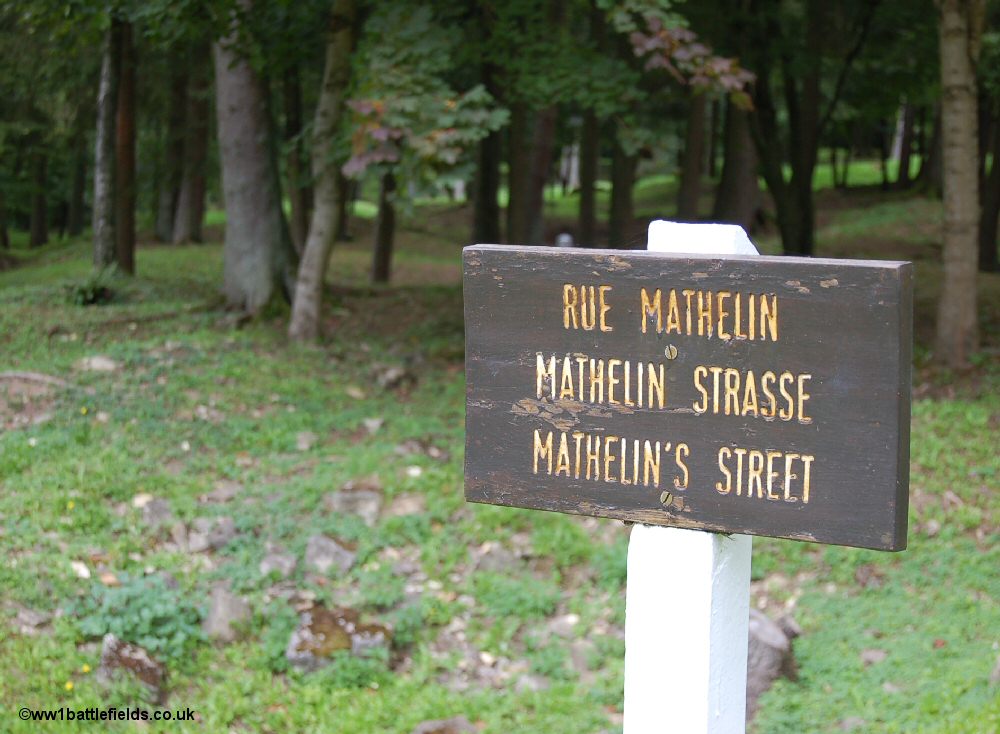 RUE MATHELIN
MATHELIN STRASSE
MATHELIN'S STREET
©ww1battlefields.co.uk